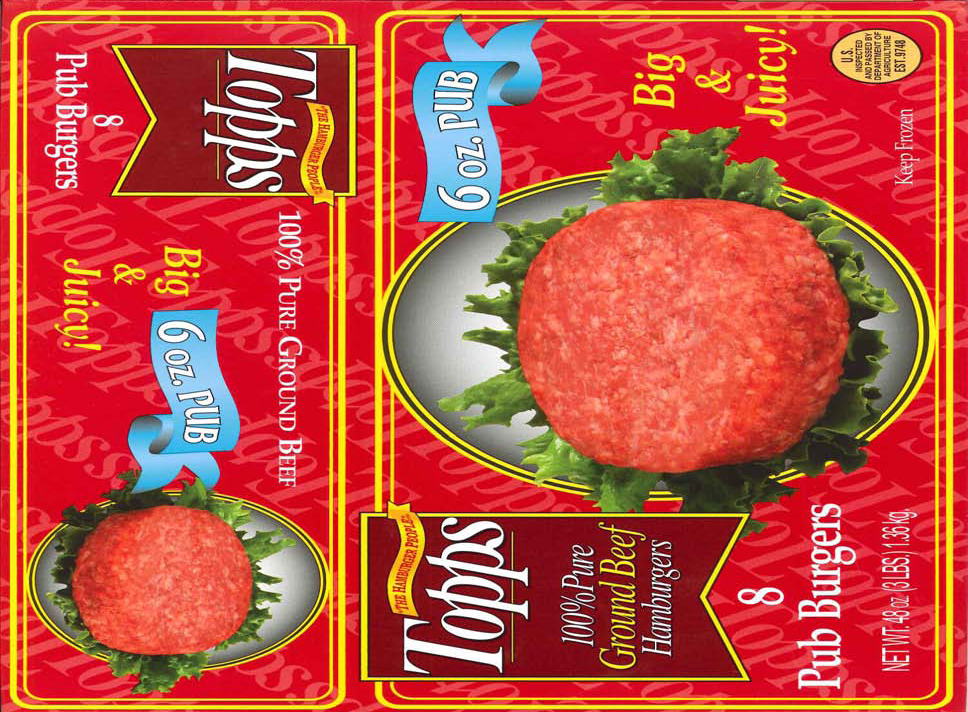 U.S.
INSPECTED
AND PASSED BY
DEPARTMENT OF
AGRICULTURE
EST. 9748
Keep Frozen
Big
&
Juicy!
6 oz. PUB
THE HAMBURGER PEOPLE
Topps
100% Pure
Ground Beef
Hamburgers
8
Pub Burgers
NET WT. 48 oz (3 LBS.) 1.36 kg.
THE HAMBURGER PEOPLE
Topps
8
Pub Burgers
100% PURE GROUND BEEF
Big
&
Juicy!
6 oz. PUB